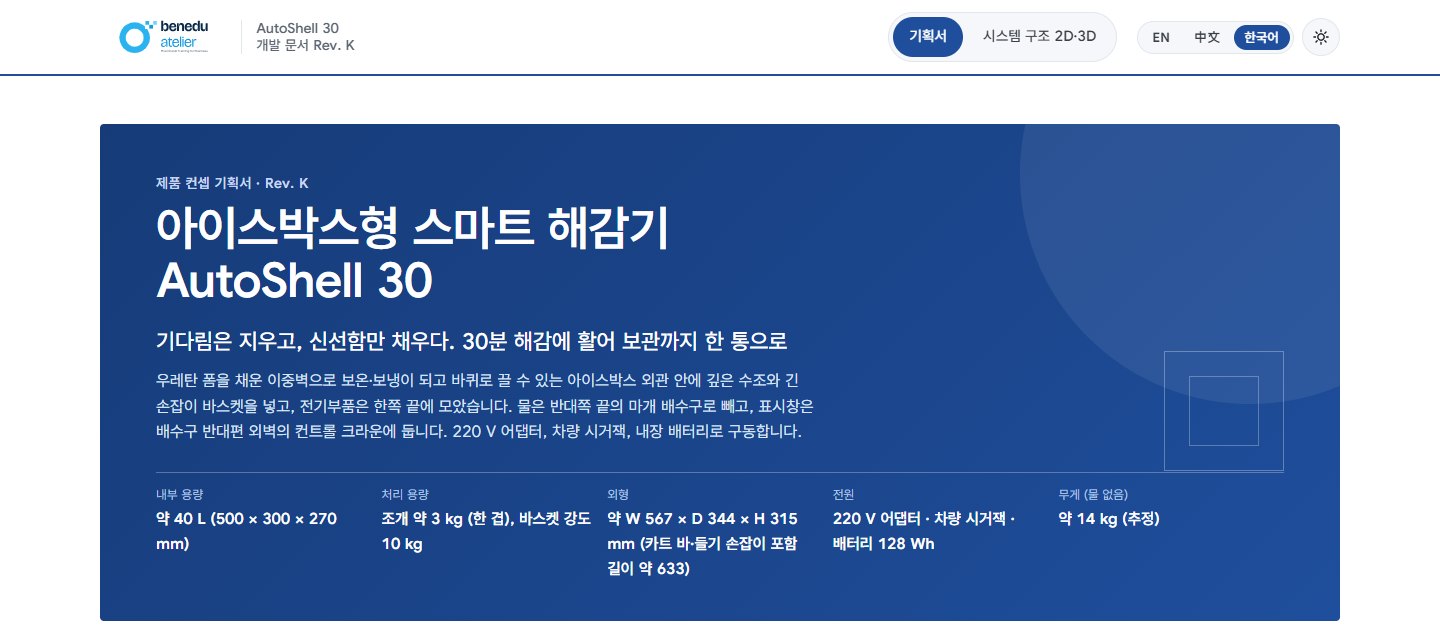 benedu
atelier
AutoShell 30
개발 문서 Rev. K
기획서
시스템 구조 2D·3D
EN
中文
한국어
제품 컨셉 기획서 · Rev. K
아이스박스형 스마트 해감기
AutoShell 30
기다림은 지우고, 신선함만 채우다. 30분 해감에 활어 보관까지 한 통으로
우레탄 폼을 채운 이중벽으로 보온·보냉이 되고 바퀴로 끌 수 있는 아이스박스 외관 안에 깊은 수조와 긴
손잡이 바스켓을 넣고, 전기부품은 한쪽 끝에 모았습니다. 물은 반대쪽 끝의 마개 배수구로 빼고, 표시창은
배수구 반대편 외벽의 컨트롤 크라운에 둡니다. 220 V 어댑터, 차량 시거잭, 내장 배터리로 구동합니다.
내부 용량
약 40 L (500 × 300 × 270
mm)
처리 용량
조개 약 3 kg (한 겹), 바스켓 강도
10 kg
외형
약 W 567 × D 344 × H 315
mm (카트 바·들기 손잡이 포함
길이 약 633)
전원
220 V 어댑터 · 차량 시거잭 ·
배터리 128 Wh
무게 (물 없음)
약 14 kg (추정)